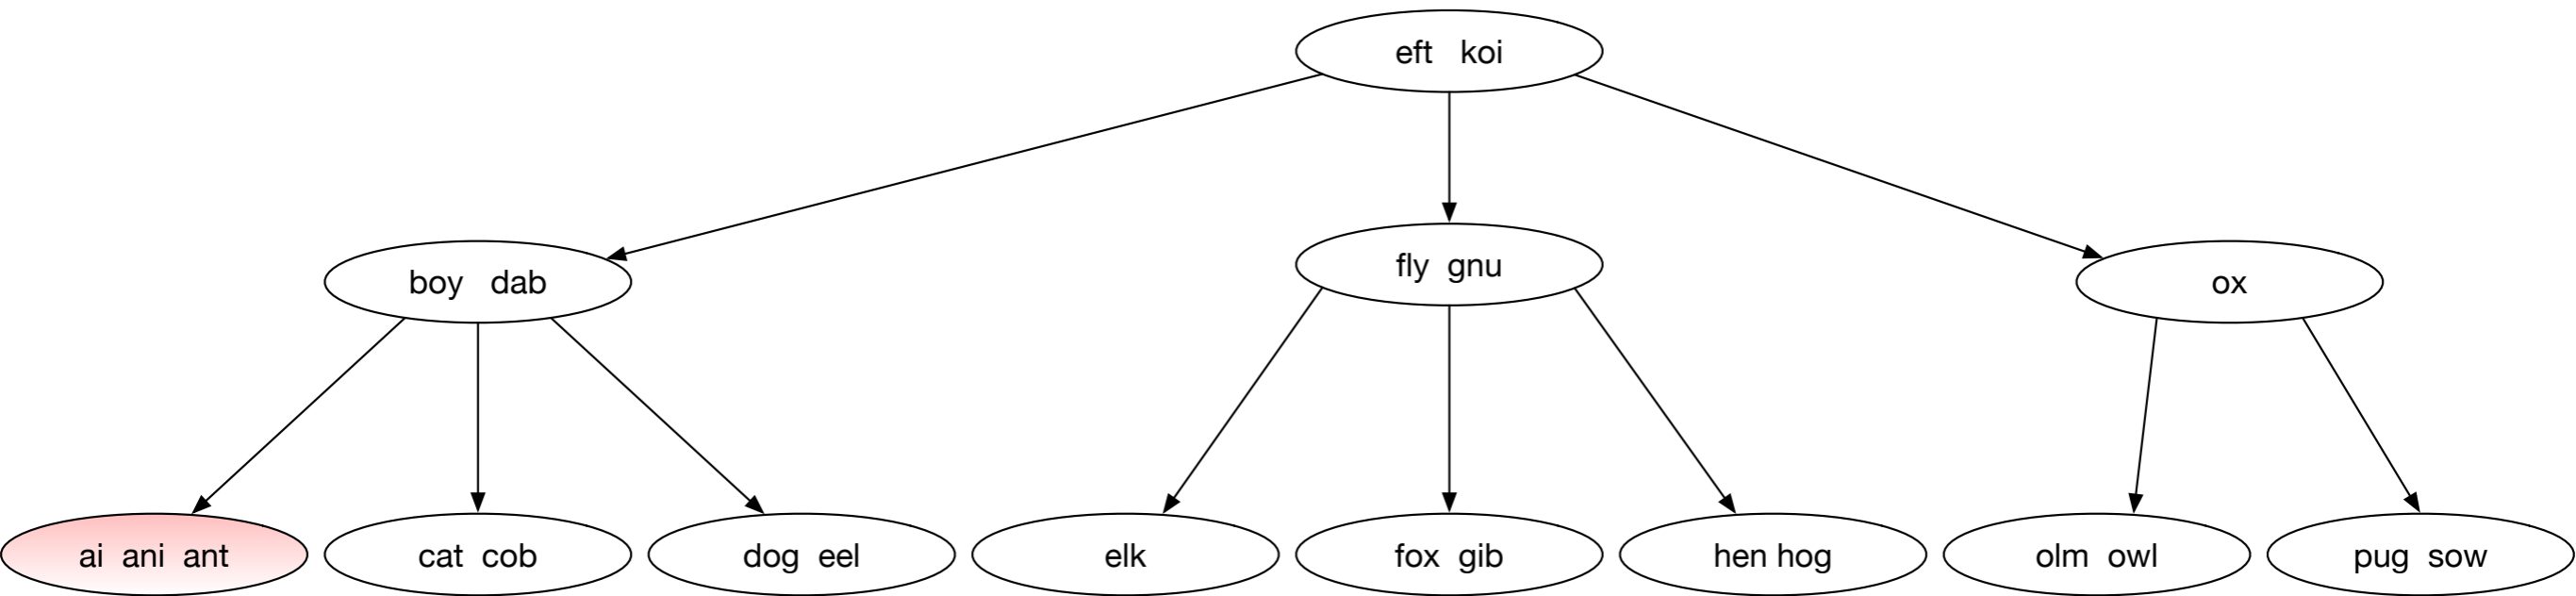 eft koi
boy dab
fly gnu
ox
ai ani ant
cat cob
dog eel
elk
fox gib
hen hog
olm owl
pug sow